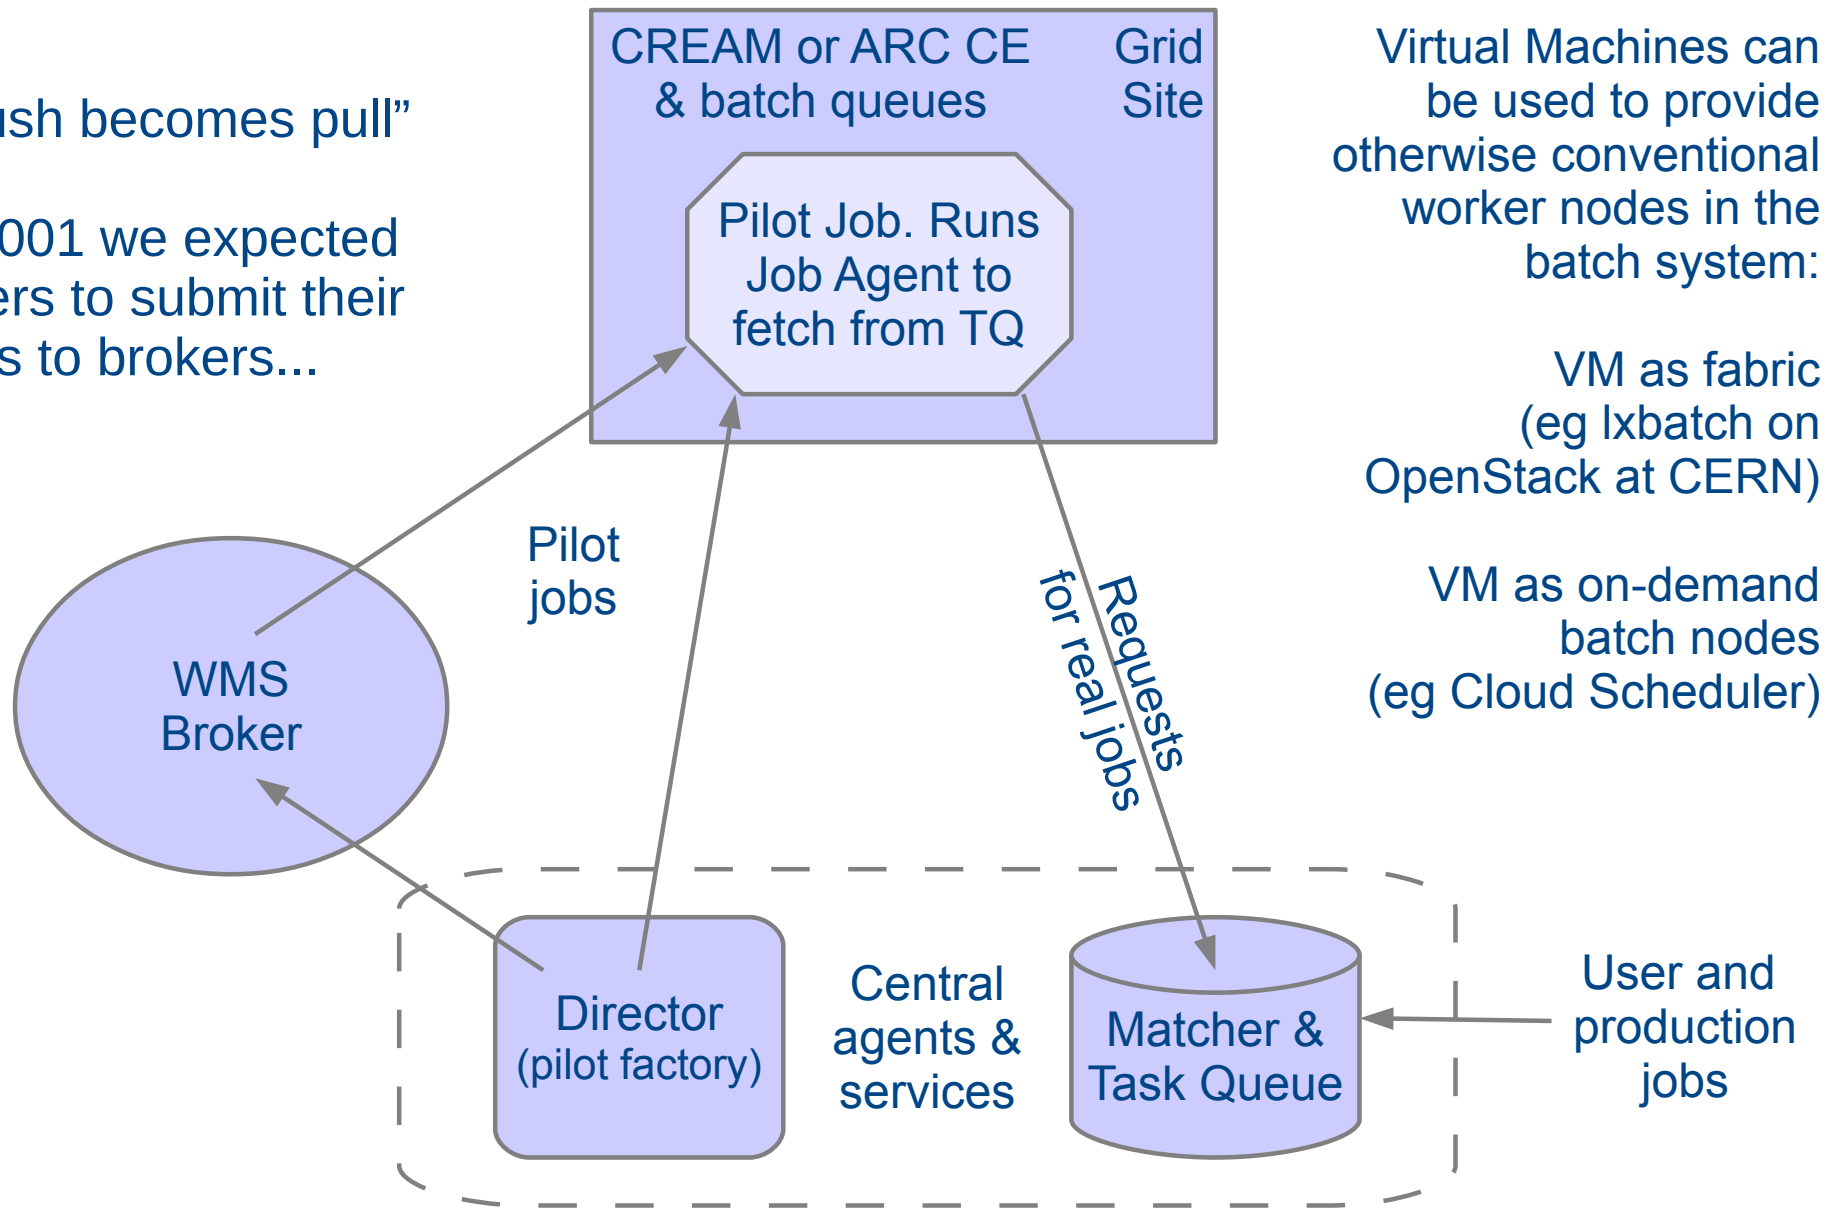 becomes pull”
we expected
to submit their
to brokers...
CREAM or ARC CE
& batch queues
Grid
Site
Pilot Job. Runs
Job Agent to
fetch from TQ
Virtual Machines can
be used to provide
otherwise conventional
worker nodes in the
batch system:
VM as fabric
(eg lxbatch on
OpenStack at CERN)
VM as on-demand
batch nodes
(eg Cloud Scheduler)
Pilot
jobs
Requests
for real jobs
WMS
Broker
Director
(pilot factory)
Central
agents &
services
Matcher &
Task Queue
User and
production
jobs